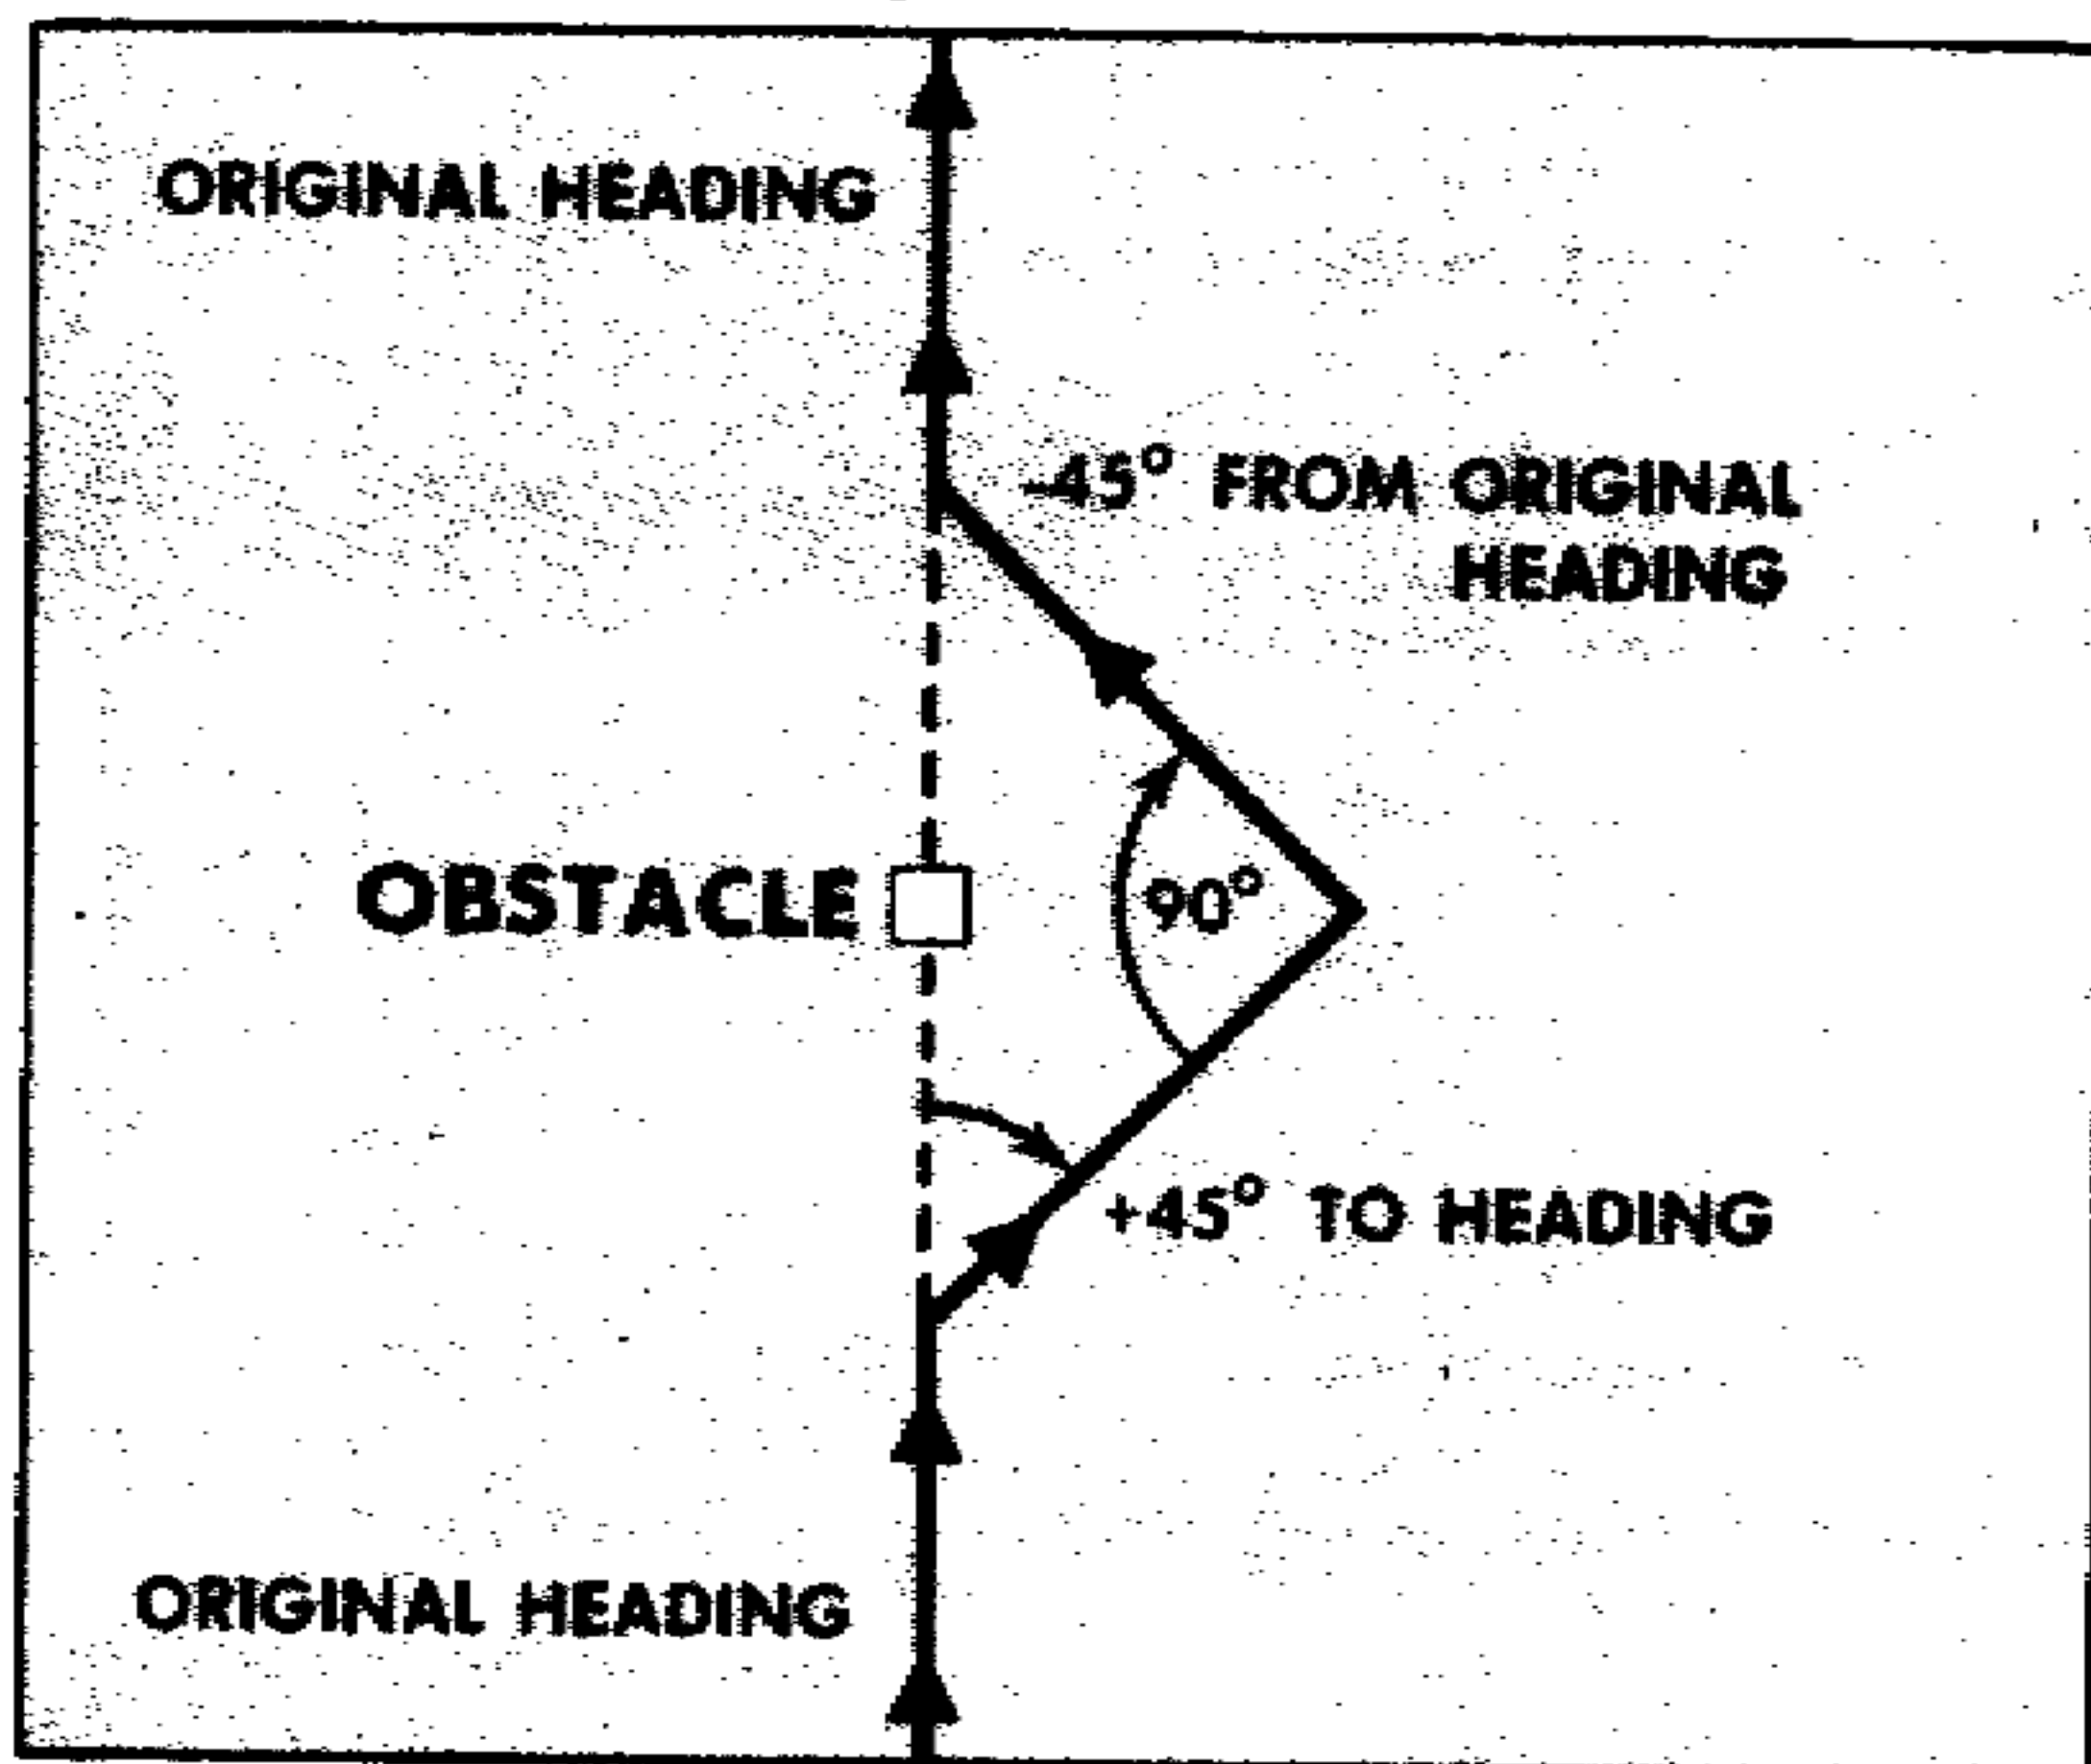 ORIGINAL HEADING
-45° FROM ORIGINAL
HEADING
OBSTACLE
90°
+45° TO HEADING
ORIGINAL HEADING